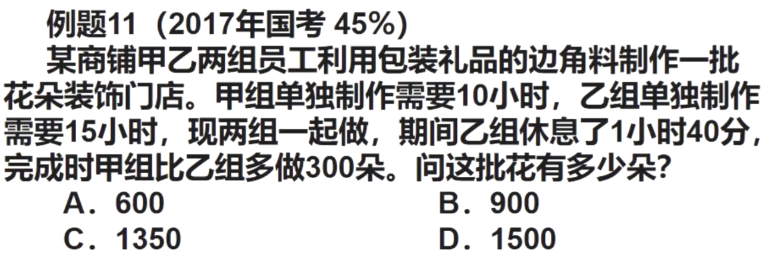 例题11（2017年国考 45%）
某商铺甲乙两组员工利用包装礼品的边角料制作一批
花朵装饰门店。甲组单独制作需要10小时，乙组单独制作
需要15小时，现两组一起做，期间乙组休息了1小时40分，
完成时甲组比乙组多做300朵。问这批花有多少朵？
A．600 B．900
C．1350 D．1500